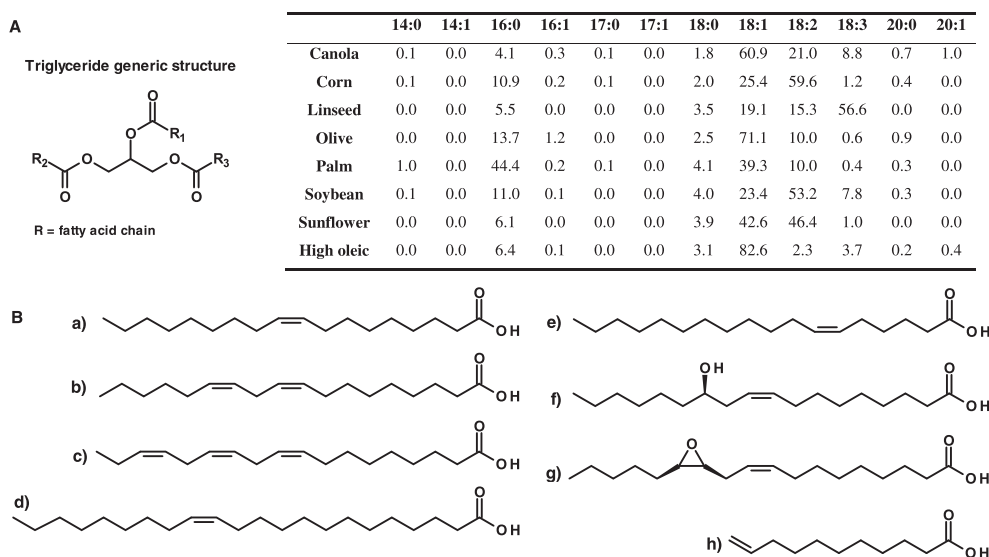 A
Triglyceride generic structure
O
O
R1
R2
O
O
R3
O
O
R = fatty acid chain
14:0 14:1 16:0 16:1 17:0 17:1 18:0 18:1 18:2 18:3 20:0 20:1
Canola 0.1 0.0 4.1 0.3 0.1 0.0 1.8 60.9 21.0 8.8 0.7 1.0
Corn 0.1 0.0 10.9 0.2 0.1 0.0 2.0 25.4 59.6 1.2 0.4 0.0
Linseed 0.0 0.0 5.5 0.0 0.0 0.0 3.5 19.1 15.3 56.6 0.0 0.0
Olive 0.0 0.0 13.7 1.2 0.0 0.0 2.5 71.1 10.0 0.6 0.9 0.0
Palm 1.0 0.0 44.4 0.2 0.1 0.0 4.1 39.3 10.0 0.4 0.3 0.0
Soybean 0.1 0.0 11.0 0.1 0.0 0.0 4.0 23.4 53.2 7.8 0.3 0.0
Sunflower 0.0 0.0 6.1 0.0 0.0 0.0 3.9 42.6 46.4 1.0 0.0 0.0
High oleic 0.0 0.0 6.4 0.1 0.0 0.0 3.1 82.6 2.3 3.7 0.2 0.4
B
a)
O
OH
b)
O
OH
c)
O
OH
d)
O
OH
e)
O
OH
f)
OH
O
OH
g)
O
O
OH
h)
O
OH